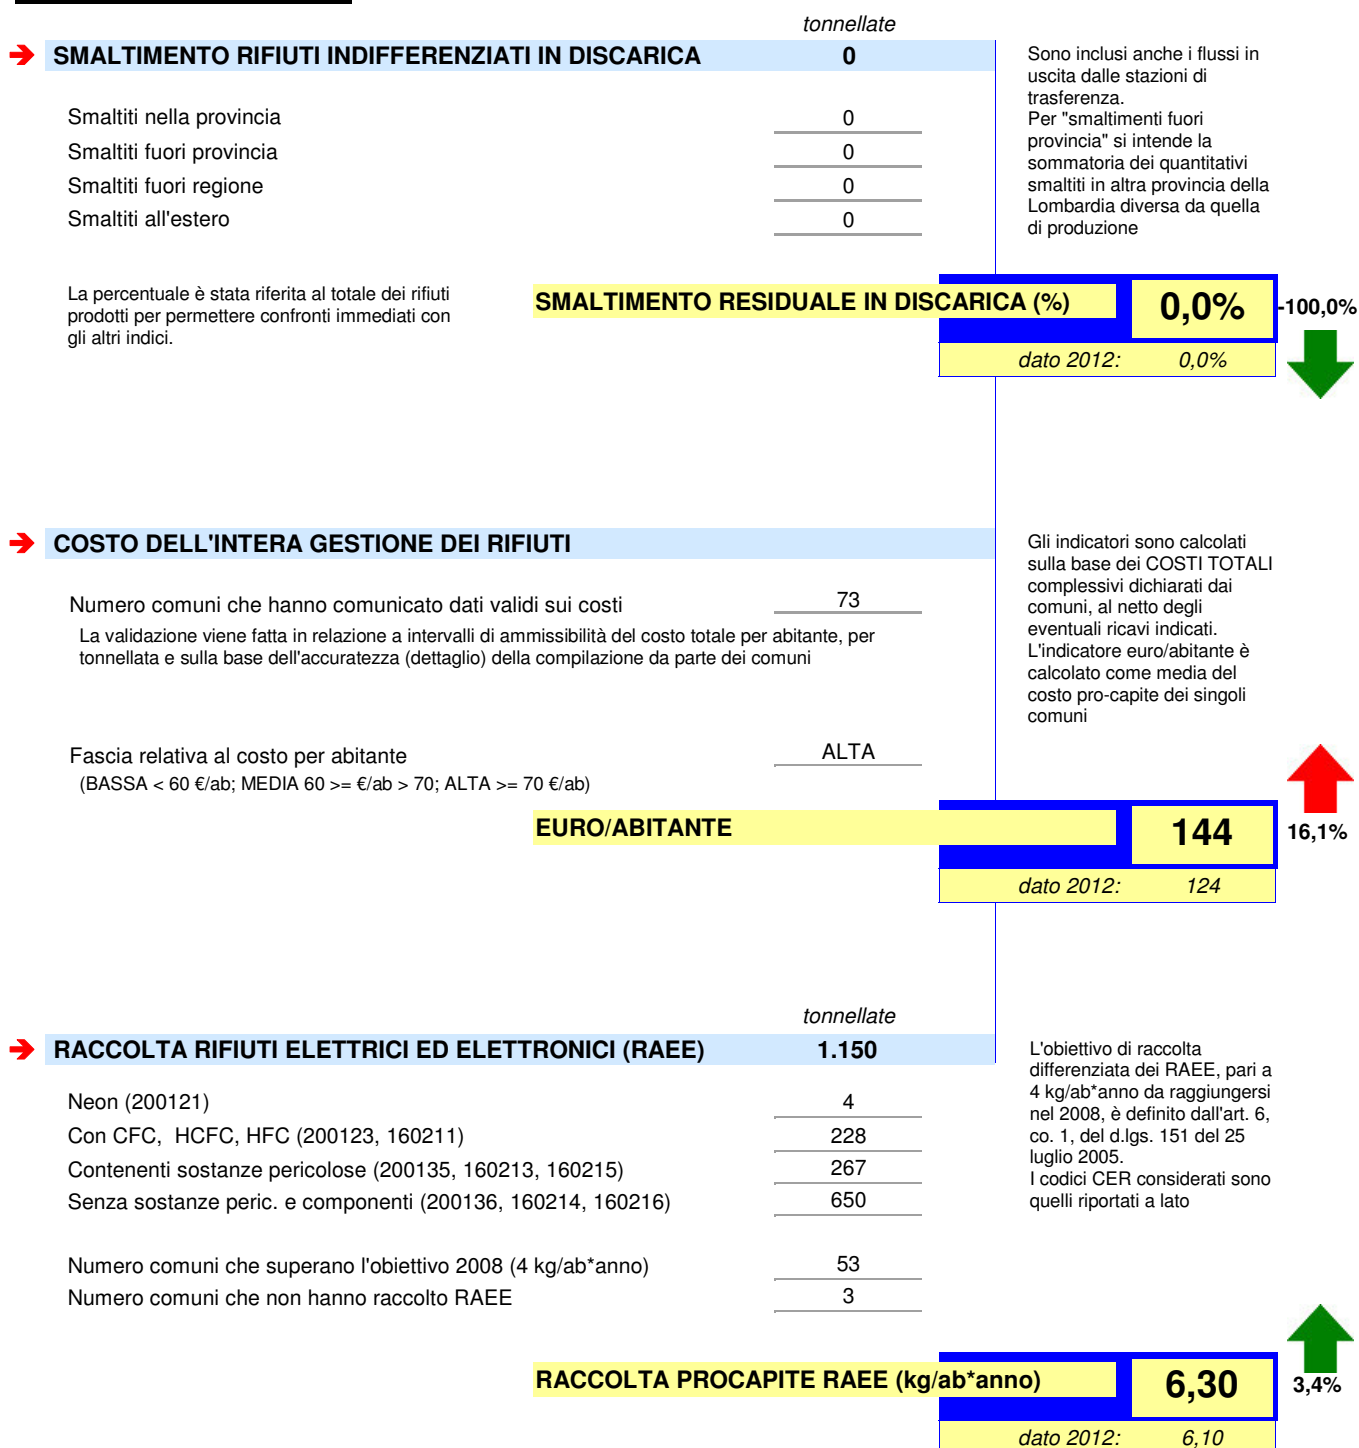 tonnellate
SMALTIMENTO RIFIUTI INDIFFERENZIATI IN DISCARICA 0
Smaltiti nella provincia 0
Smaltiti fuori provincia 0
Smaltiti fuori regione 0
Smaltiti all'estero 0
Sono inclusi anche i flussi in
uscita dalle stazioni di
trasferenza.
Per "smaltimenti fuori
provincia" si intende la
sommatoria dei quantitativi
smaltiti in altra provincia della
Lombardia diversa da quella
di produzione
La percentuale è stata riferita al totale dei rifiuti
prodotti per permettere confronti immediati con
gli altri indici.
SMALTIMENTO RESIDUALE IN DISCARICA (%) 0,0% -100,0%
dato 2012: 0,0%
COSTO DELL'INTERA GESTIONE DEI RIFIUTI
Numero comuni che hanno comunicato dati validi sui costi 73
La validazione viene fatta in relazione a intervalli di ammissibilità del costo totale per abitante, per
tonnellata e sulla base dell'accuratezza (dettaglio) della compilazione da parte dei comuni
Gli indicatori sono calcolati
sulla base dei COSTI TOTALI
complessivi dichiarati dai
comuni, al netto degli
eventuali ricavi indicati.
L'indicatore euro/abitante è
calcolato come media del
costo pro-capite dei singoli
comuni
Fascia relativa al costo per abitante ALTA
(BASSA < 60 €/ab; MEDIA 60 >= €/ab > 70; ALTA >= 70 €/ab)
EURO/ABITANTE 144 16,1%
dato 2012: 124
tonnellate
RACCOLTA RIFIUTI ELETTRICI ED ELETTRONICI (RAEE) 1.150
Neon (200121) 4
Con CFC, HCFC, HFC (200123, 160211) 228
Contenenti sostanze pericolose (200135, 160213, 160215) 267
Senza sostanze peric. e componenti (200136, 160214, 160216) 650
L'obiettivo di raccolta
differenziata dei RAEE, pari a
4 kg/ab*anno da raggiungersi
nel 2008, è definito dall'art. 6,
co. 1, del d.lgs. 151 del 25
luglio 2005.
I codici CER considerati sono
quelli riportati a lato
Numero comuni che superano l'obiettivo 2008 (4 kg/ab*anno) 53
Numero comuni che non hanno raccolto RAEE 3
RACCOLTA PROCAPITE RAEE (kg/ab*anno) 6,30 3,4%
dato 2012: 6,10